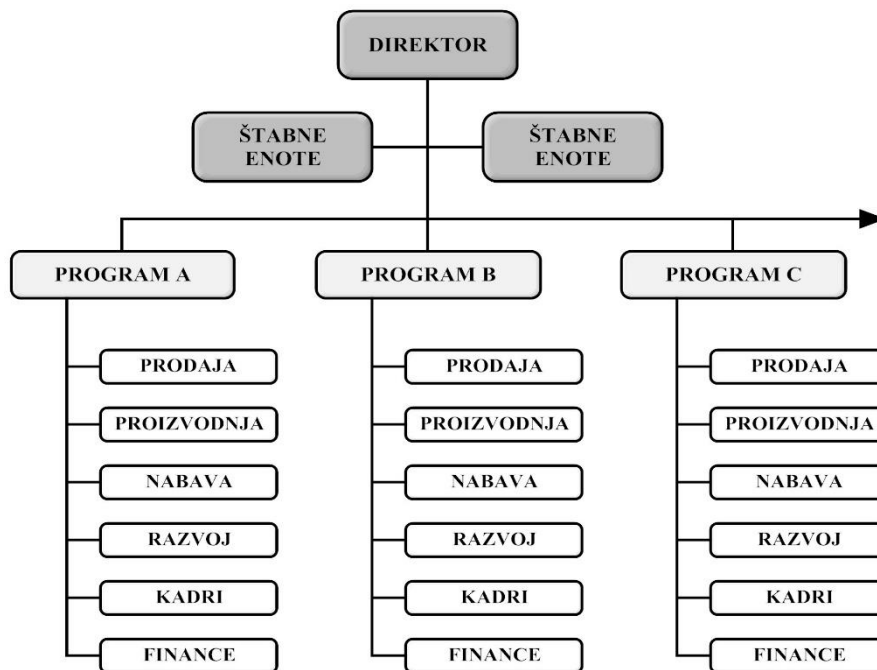 DIREKTOR
ŠTABNE
ENOTE
ŠTABNE
ENOTE
PROGRAM A
PROGRAM B
PROGRAM C
PRODAJA
PROIZVODNJA
NABAVA
RAZVOJ
KADRI
FINANCE
PRODAJA
PROIZVODNJA
NABAVA
RAZVOJ
KADRI
FINANCE
PRODAJA
PROIZVODNJA
NABAVA
RAZVOJ
KADRI
FINANCE